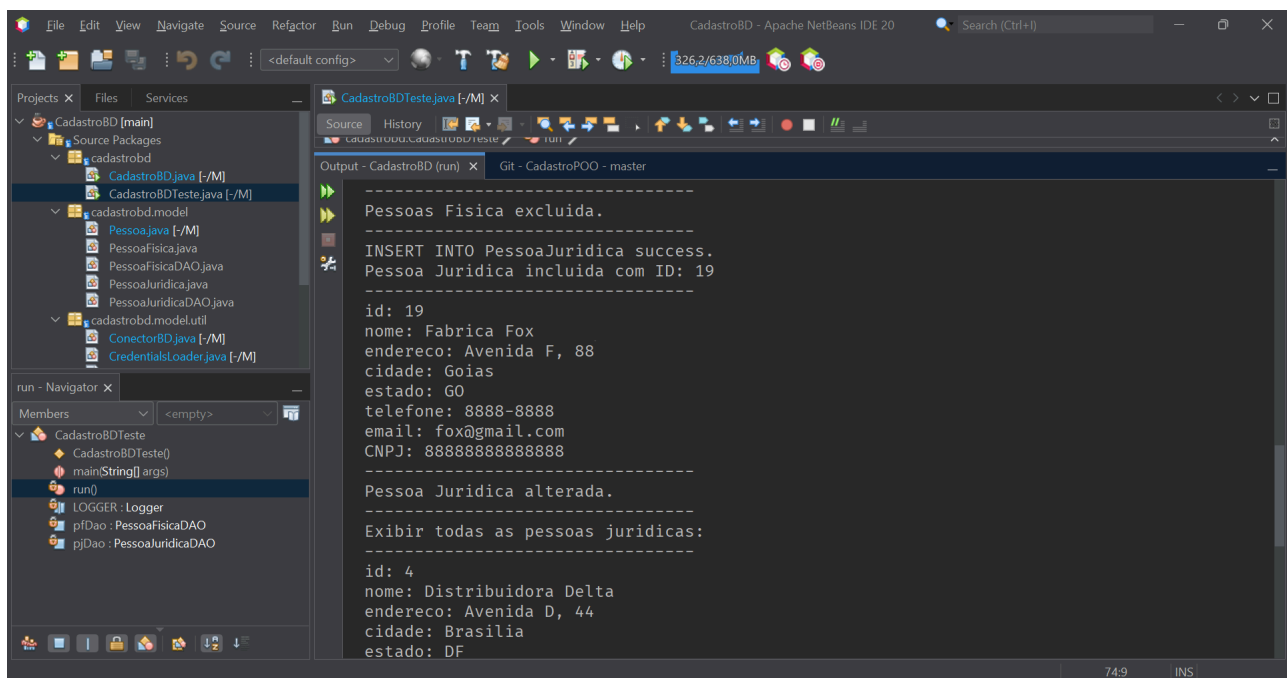 File Edit View Navigate Source Refactor Run Debug Profile Team Tools Window Help CadastroBD - Apache NetBeans IDE 20 Search (Ctrl+I)
<default config> 326,2/638,0MB
Projects Files Services
CadastroBD [main]
Source Packages
cadastrobd
CadastroBD.java [-/M]
CadastroBDTeste.java [-/M]
cadastrobd.model
Pessoa.java [-/M]
PessoaFisica.java
PessoaFisicaDAO.java
PessoaJuridica.java
PessoaJuridicaDAO.java
cadastrobd.model.util
ConectorBD.java [-/M]
CredentialsLoader.java [-/M]
run - Navigator
Members <empty>
CadastroBDTeste
CadastroBDTeste()
main(String[] args)
run()
LOGGER : Logger
pfDao : PessoaFisicaDAO
pjDao : PessoaJuridicaDAO
CadastroBDTeste.java [-/M]
Source History
cadastrobd.CadastroBDTeste run
Output - CadastroBD (run) Git - CadastroPOO - master
---------------------------------
Pessoas Fisica excluida.
---------------------------------
INSERT INTO PessoaJuridica success.
Pessoa Juridica incluida com ID: 19
---------------------------------
id: 19
nome: Fabrica Fox
endereco: Avenida F, 88
cidade: Goias
estado: GO
telefone: 8888-8888
email: fox@gmail.com
CNPJ: 88888888888888
---------------------------------
Pessoa Juridica alterada.
---------------------------------
Exibir todas as pessoas juridicas:
---------------------------------
id: 4
nome: Distribuidora Delta
endereco: Avenida D, 44
cidade: Brasilia
estado: DF
74:9 INS